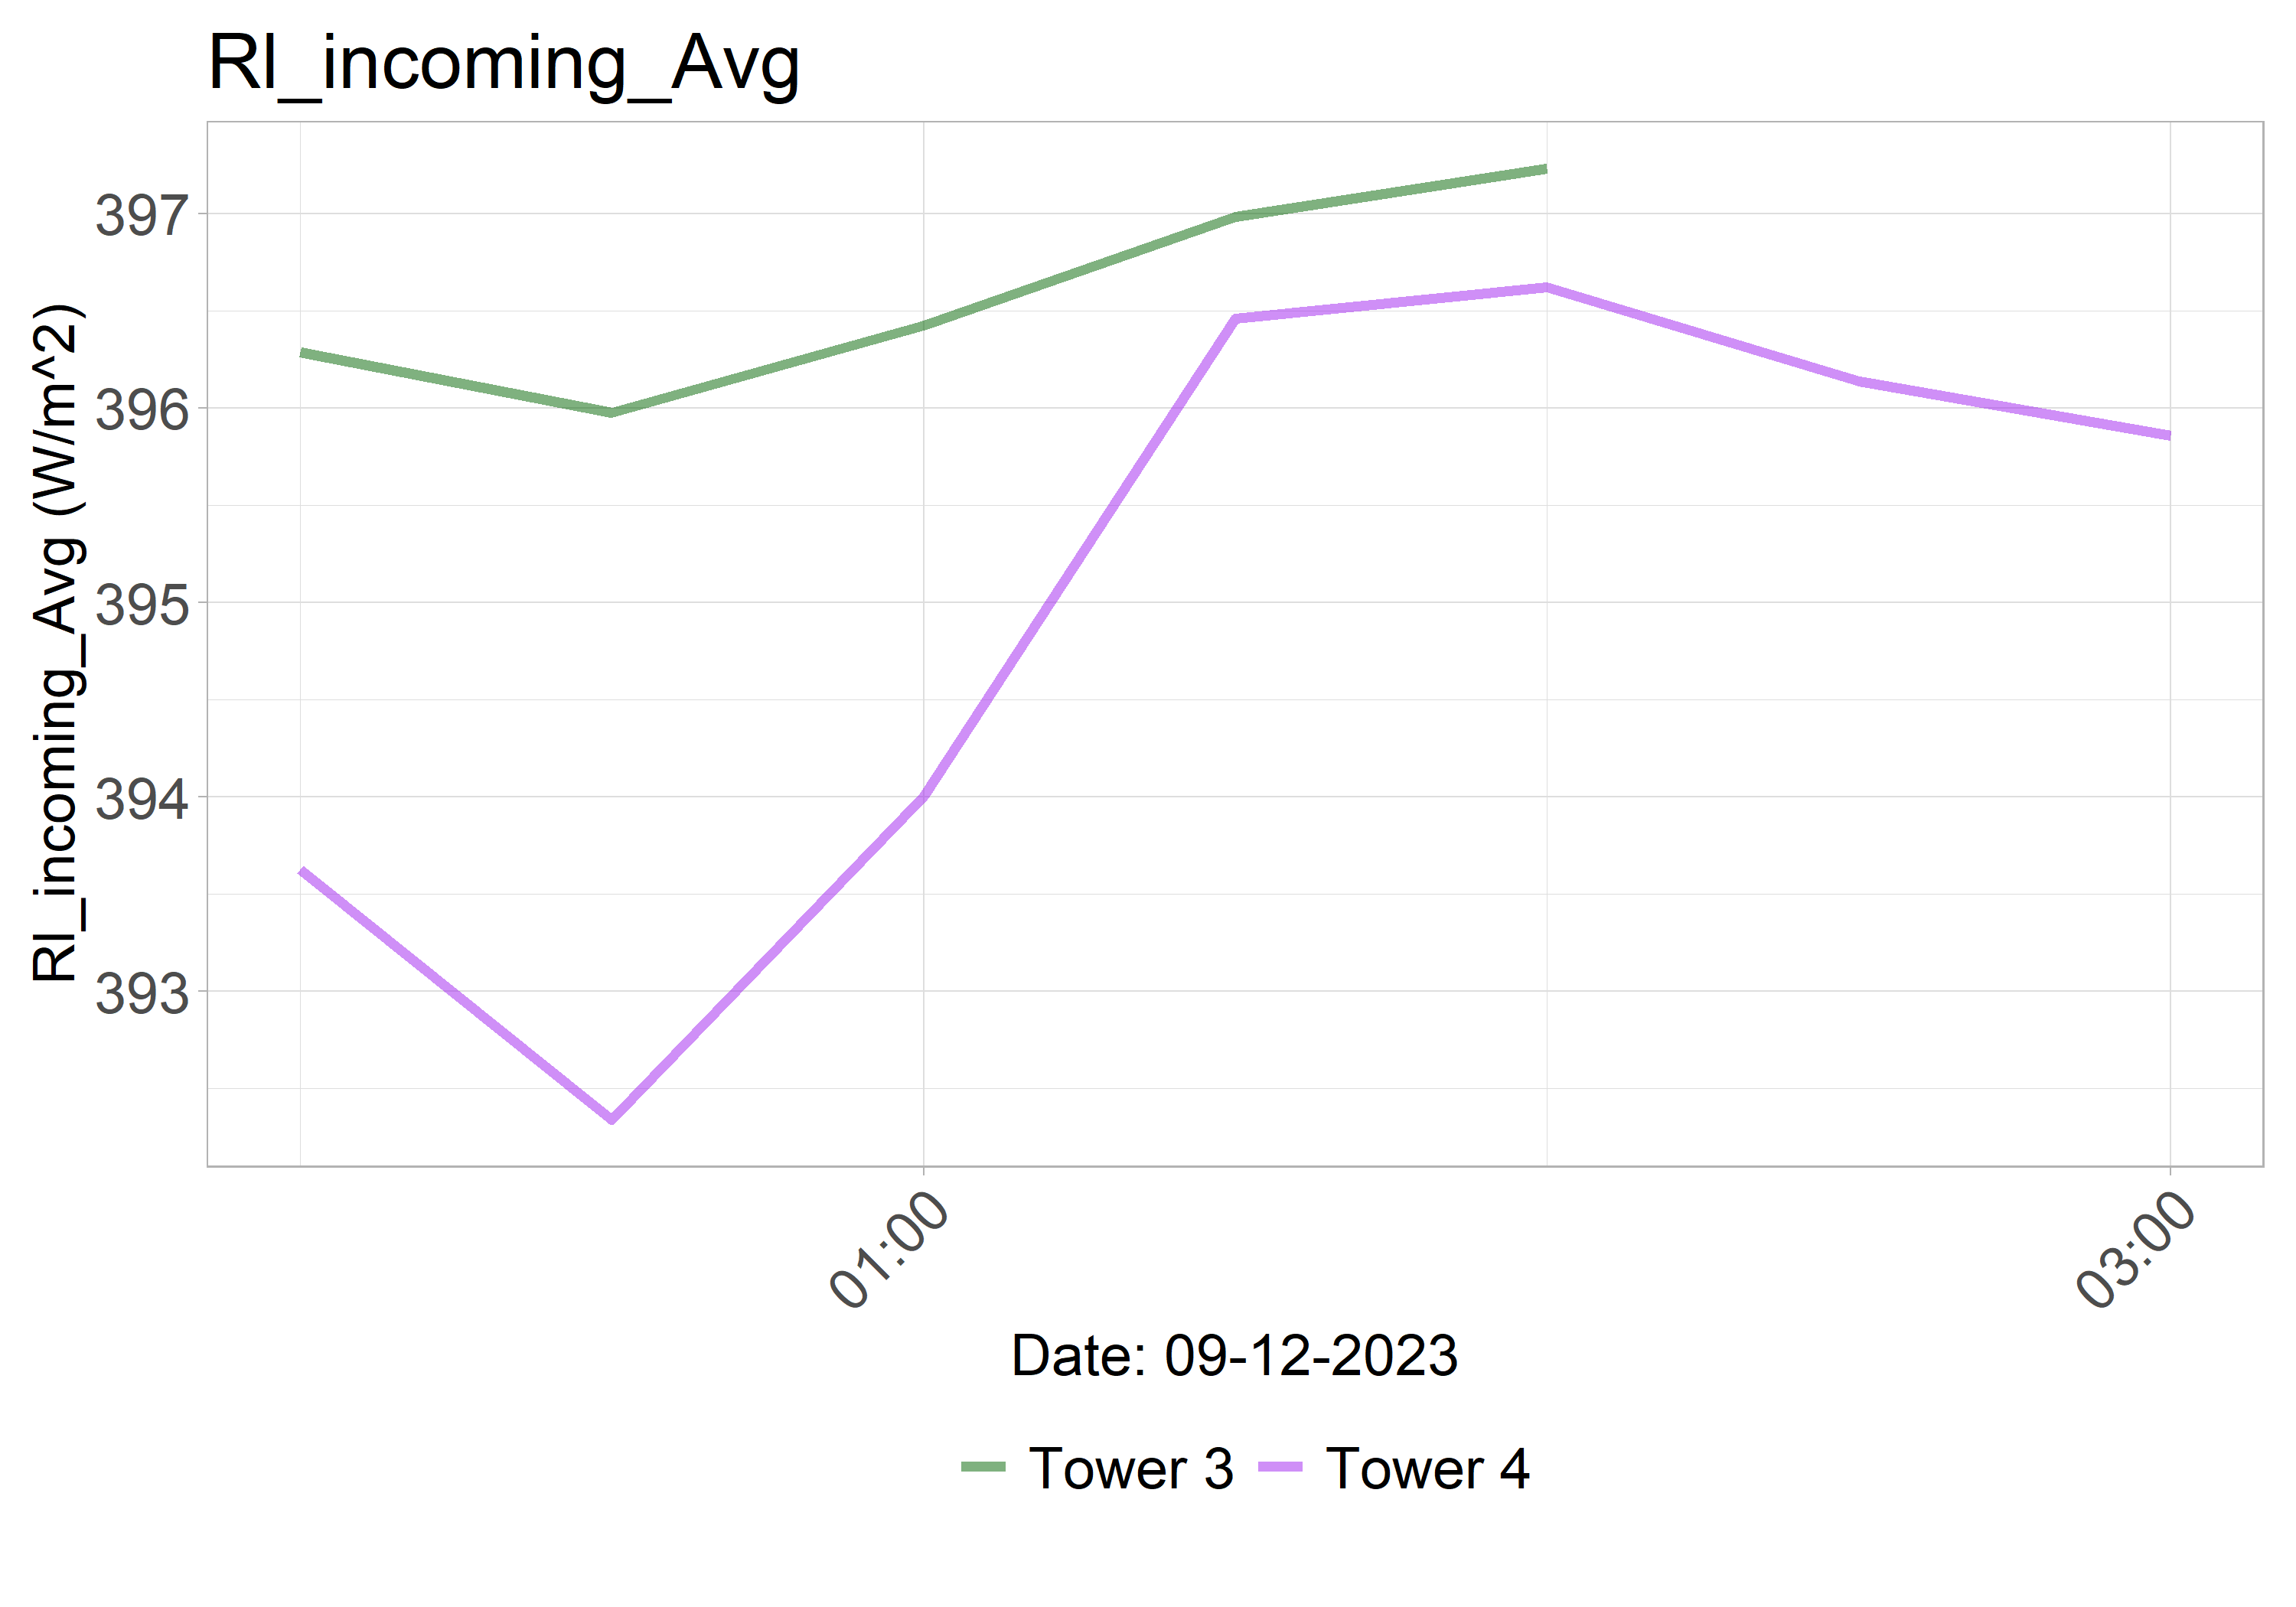 Rl_incoming_Avg
Rl_incoming_Avg (W/m^2)
397
396
395
394
393
01:00
03:00
Date: 09-12-2023
Tower 3
Tower 4